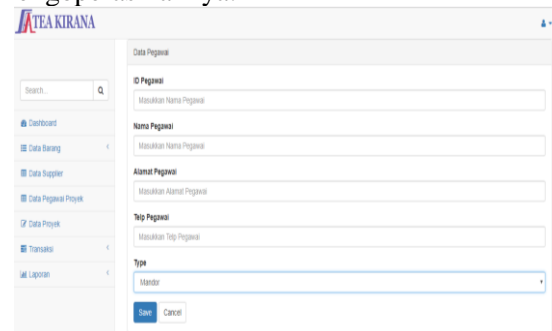 TEA KIRANA
Data Pegawai
Search...
Dashboard
Data Barang
Data Supplier
Data Pegawai Proyek
Data Proyek
Transaksi
Laporan
ID Pegawai
Masukkan Nama Pegawai
Nama Pegawai
Masukkan Nama Pegawai
Alamat Pegawai
Masukkan Alamat Pegawai
Telp Pegawai
Masukkan Telp Pegawai
Type
Mandor
Save Cancel